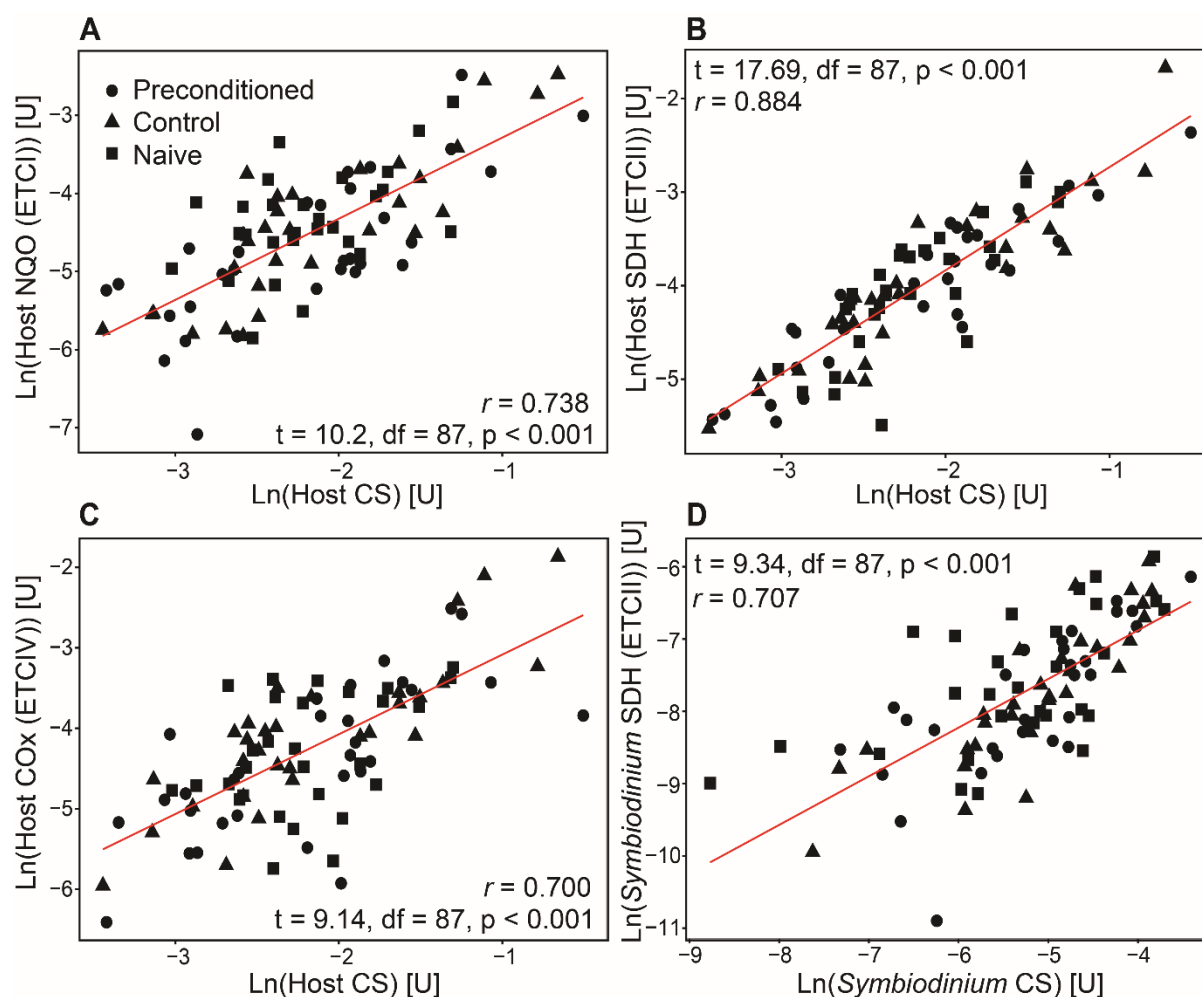 A
Ln(Host NQO (ETCI)) [U]
−3
−4
−5
−6
−7
Preconditioned
Control
Naive
r = 0.738
t = 10.2, df = 87, p < 0.001
−3 −2 −1
Ln(Host CS) [U]
B
Ln(Host SDH (ETCII)) [U]
−2
−3
−4
−5
t = 17.69, df = 87, p < 0.001
r = 0.884
−3 −2 −1
Ln(Host CS) [U]
C
Ln(Host COx (ETCIV)) [U]
−2
−3
−4
−5
−6
r = 0.700
t = 9.14, df = 87, p < 0.001
−3 −2 −1
Ln(Host CS) [U]
D
Ln(Symbiodinium SDH (ETCII)) [U]
−6
−7
−8
−9
−10
−11
t = 9.34, df = 87, p < 0.001
r = 0.707
−9 −8 −7 −6 −5 −4
Ln(Symbiodinium CS) [U]